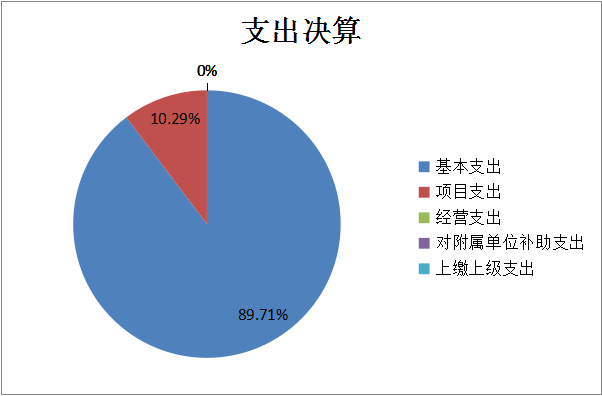 支出决算
0%
10.29%
89.71%
基本支出
项目支出
经营支出
对附属单位补助支出
上缴上级支出